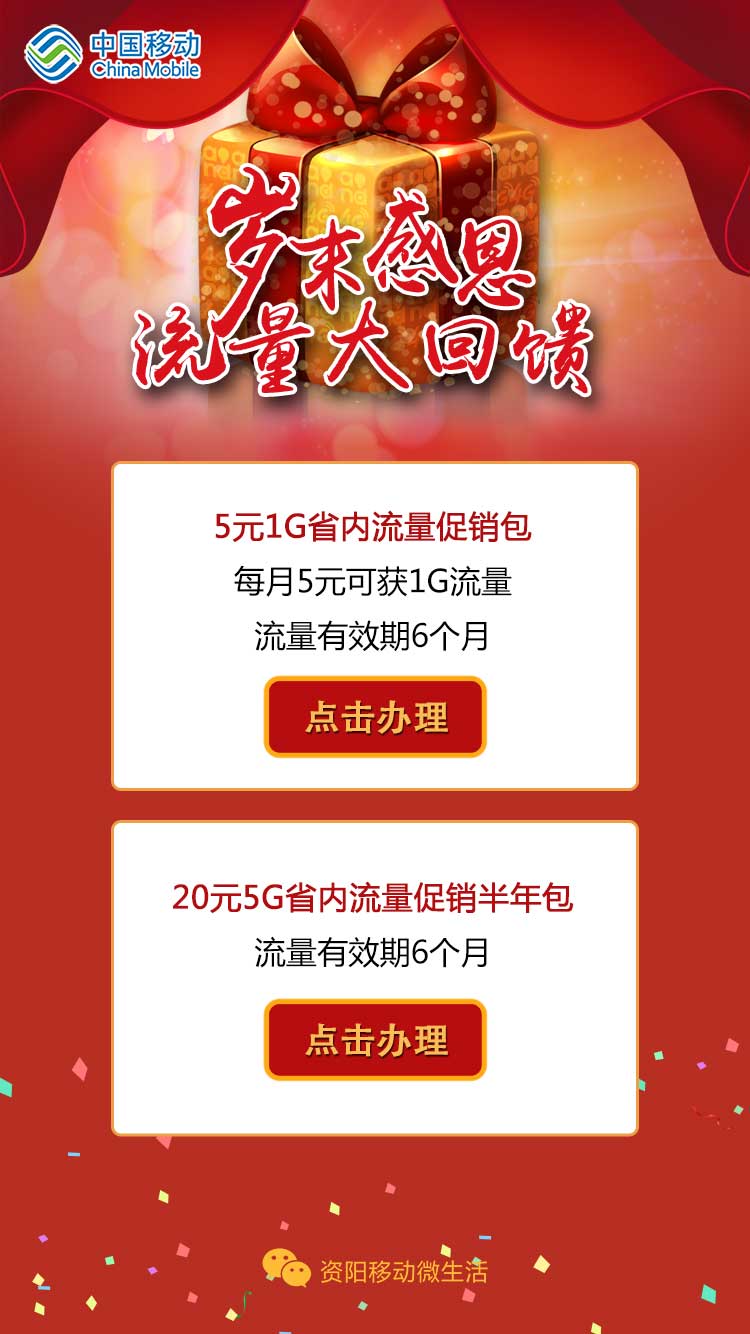 中国移动
China Mobile
岁末感恩
流量大回馈
5元1G省内流量促销包
每月5元可获1G流量
流量有效期6个月
点击办理
20元5G省内流量促销半年包
流量有效期6个月
点击办理
资阳移动微生活